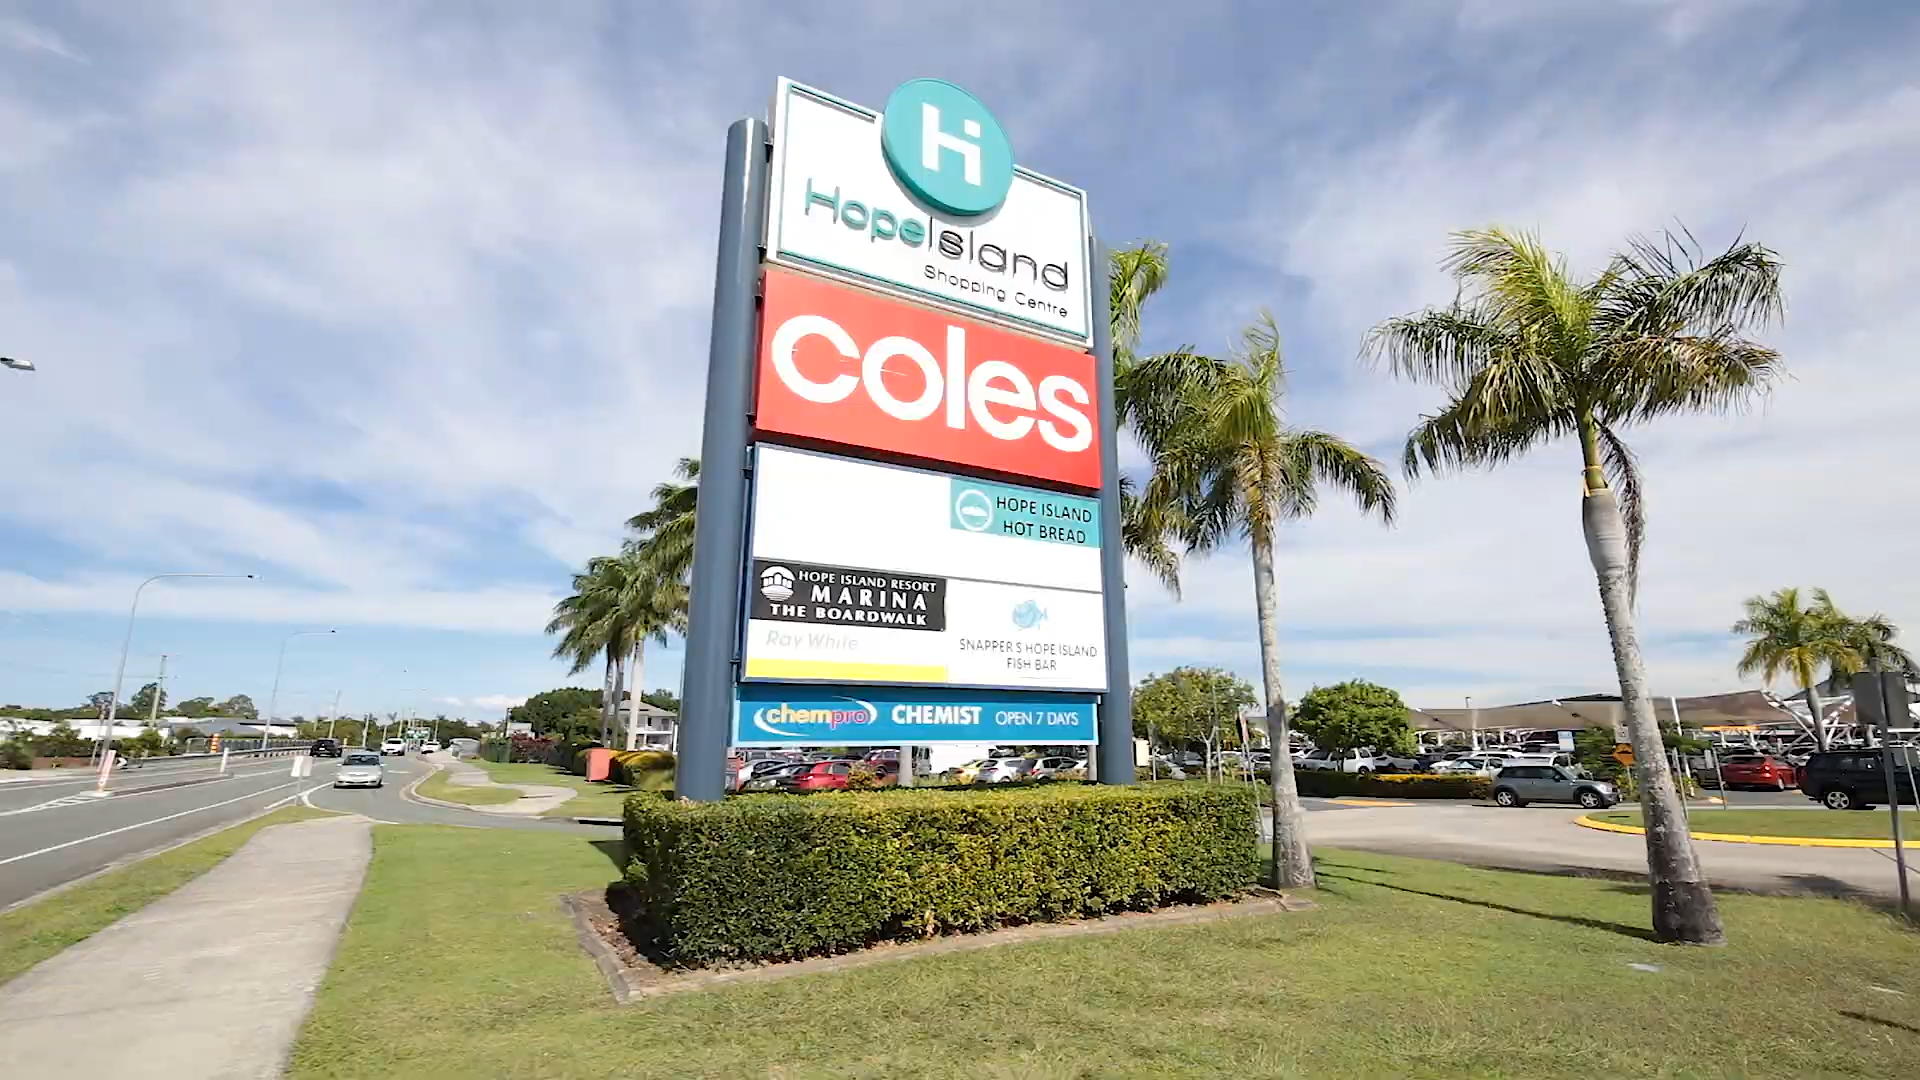 Hi
HopeIsland
Shopping Centre
coles
HOPE ISLAND
HOT BREAD
HOPE ISLAND RESORT
MARINA
THE BOARDWALK
Ray White
SNAPPER S HOPE ISLAND
FISH BAR
chempro CHEMIST OPEN 7 DAYS